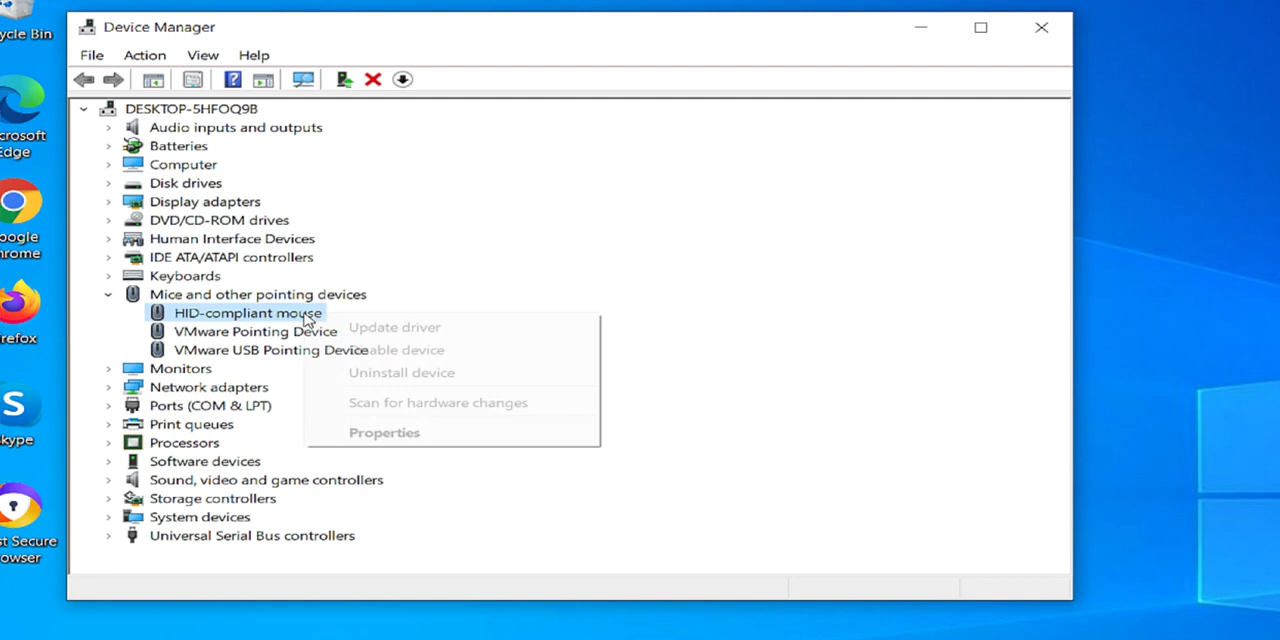 Device Manager
File Action View Help
DESKTOP-5HFOQ9B
Audio inputs and outputs
Batteries
Computer
Disk drives
Display adapters
DVD/CD-ROM drives
Human Interface Devices
IDE ATA/ATAPI controllers
Keyboards
Mice and other pointing devices
HID-compliant mouse
VMware Pointing Device
VMware USB Pointing Device
Monitors
Network adapters
Ports (COM & LPT)
Print queues
Processors
Software devices
Sound, video and game controllers
Storage controllers
System devices
Universal Serial Bus controllers
Update driver
device
Uninstall device
Scan for hardware changes
Properties
ycle Bin
crosoft
Edge
oogle
hrome
refox
S
kype
st Secure
owser